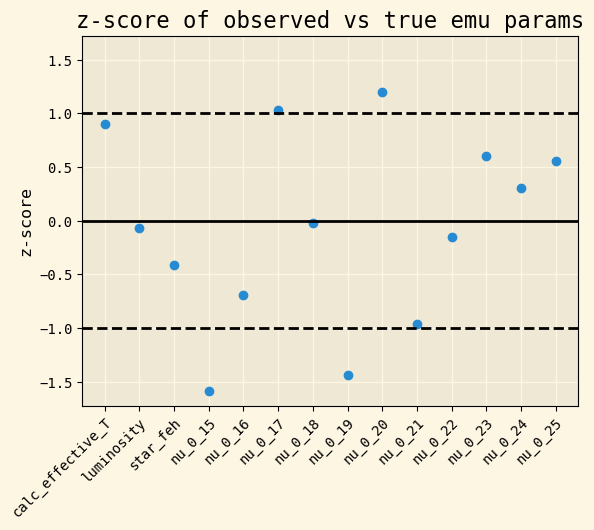 z-score of observed vs true emu params
z-score
1.5
1.0
0.5
0.0
−0.5
−1.0
−1.5
calc_effective_T
luminosity
star_feh
nu_0_15
nu_0_16
nu_0_17
nu_0_18
nu_0_19
nu_0_20
nu_0_21
nu_0_22
nu_0_23
nu_0_24
nu_0_25